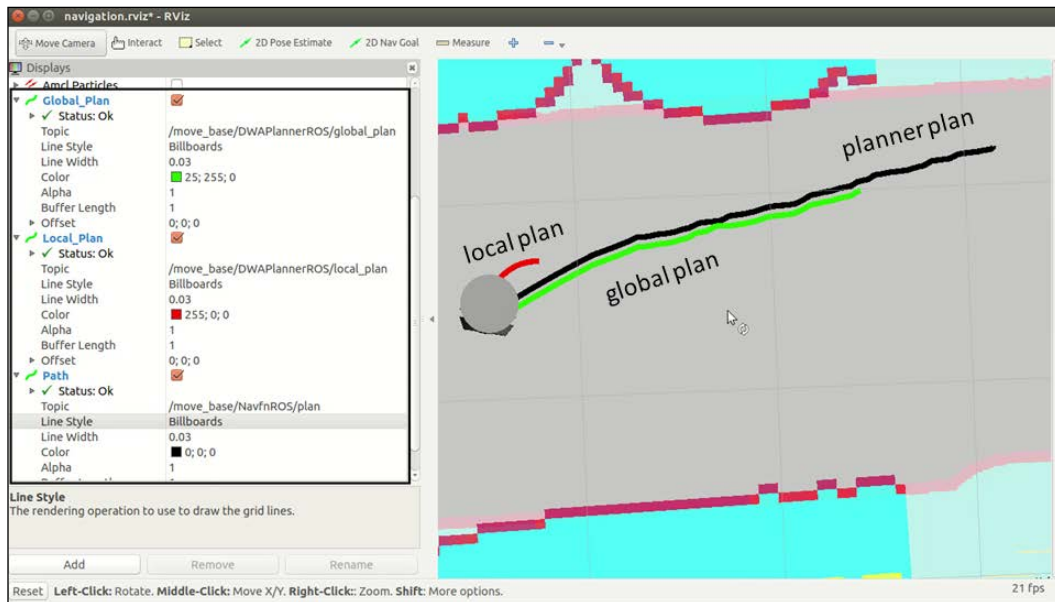 navigation.rviz* - RViz
Move Camera Interact Select 2D Pose Estimate 2D Nav Goal Measure
Displays
Amcl Particles
Global_Plan
Status: Ok
Topic /move_base/DWAPlannerROS/global_plan
Line Style Billboards
Line Width 0.03
Color 25; 255; 0
Alpha 1
Buffer Length 1
Offset 0; 0; 0
Local_Plan
Status: Ok
Topic /move_base/DWAPlannerROS/local_plan
Line Style Billboards
Line Width 0.03
Color 255; 0; 0
Alpha 1
Buffer Length 1
Offset 0; 0; 0
Path
Status: Ok
Topic /move_base/NavfnROS/plan
Line Style Billboards
Line Width 0.03
Color 0; 0; 0
Alpha 1
Line Style
The rendering operation to use to draw the grid lines.
Add Remove Rename
planner plan
local plan
global plan
Reset Left-Click: Rotate. Middle-Click: Move X/Y. Right-Click:: Zoom. Shift: More options. 21 fps